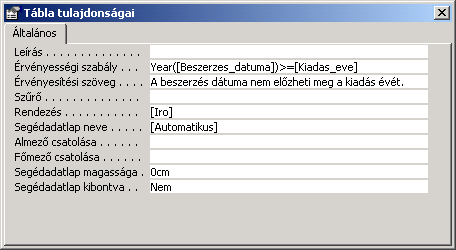 Tábla tulajdonságai
Általános
Leírás . . . . . . . . . . . . . .
Érvényességi szabály . . . Year([Beszerzes_datuma])>=[Kiadas_eve]
Érvényesítési szöveg . . . . A beszerzés dátuma nem előzheti meg a kiadás évét.
Szűrő . . . . . . . . . . . . . .
Rendezés . . . . . . . . . . . [Iro]
Segédadatlap neve . . . . . [Automatikus]
Almező csatolása . . . . . .
Főmező csatolása . . . . . .
Segédadatlap magassága . 0cm
Segédadatlap kibontva . . Nem